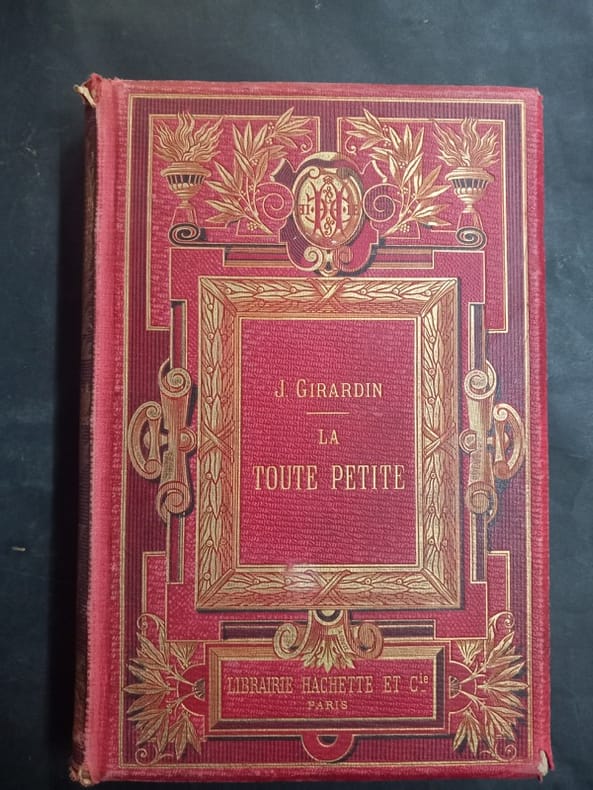 J. GIRARDIN
LA
TOUTE PETITE
LIBRAIRIE HACHETTE ET Cie
PARIS